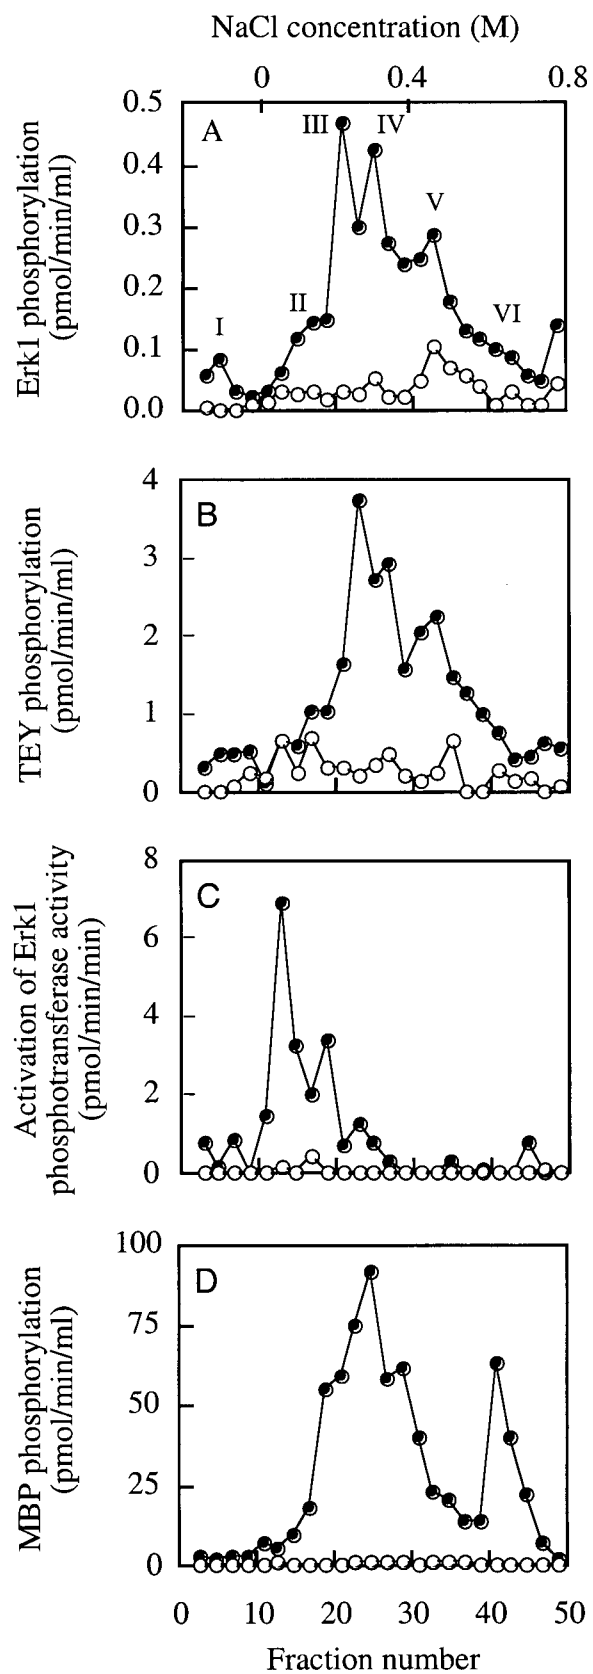 NaCl concentration (M)
0 0.4 0.8
Erk1 phosphorylation
(pmol/min/ml)
0.5
0.4
0.3
0.2
0.1
0.0
A
I
II
III
IV
V
VI
TEY phosphorylation
(pmol/min/ml)
4
3
2
1
0
B
Activation of Erk1
phosphotransferase activity
(pmol/min/min)
8
6
4
2
0
C
MBP phosphorylation
(pmol/min/ml)
100
75
50
25
0
D
0 10 20 30 40 50
Fraction number